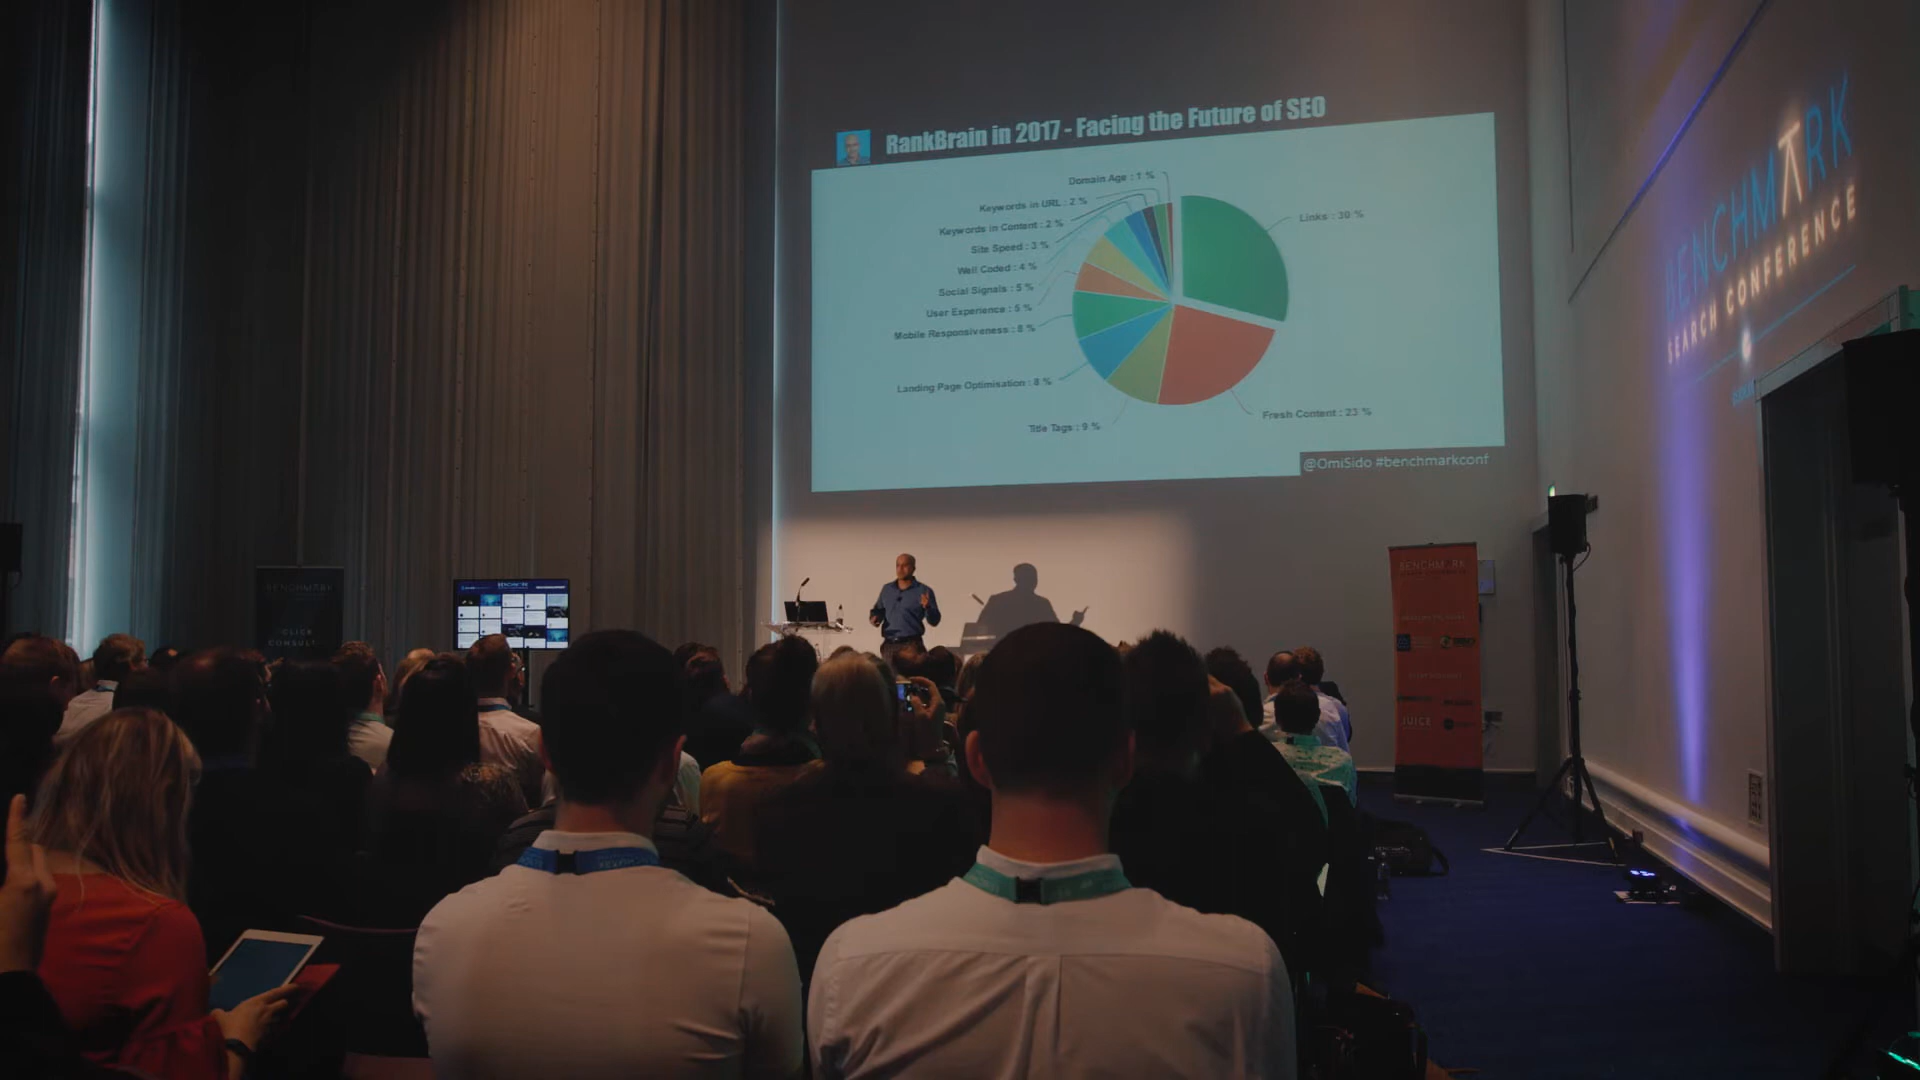 RankBrain in 2017 - Facing the Future of SEO
Domain Age : 1 %
Keywords in URL : 2 %
Keywords in Content : 2 %
Site Speed : 3 %
Well Coded : 4 %
Social Signals : 5 %
User Experience : 5 %
Mobile Responsiveness : 8 %
Landing Page Optimisation : 8 %
Title Tags : 9 %
Links : 30 %
Fresh Content : 23 %
@OmiSido #benchmarkconf
BENCHMARK
SEARCH CONFERENCE
BENCHMARK
CLICK
CONSULT
BENCHMARK
BENCHMARK
JUICE